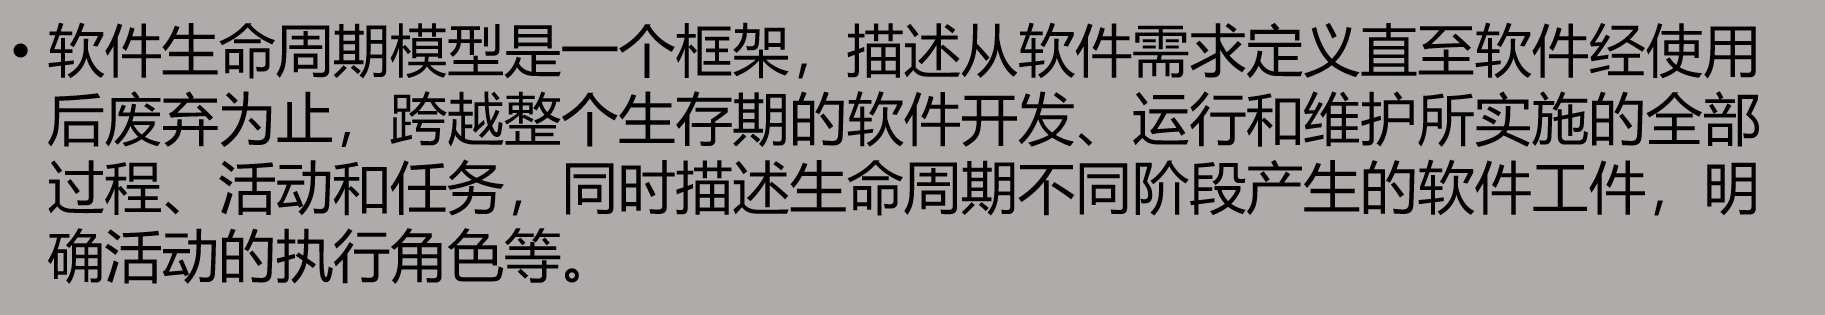 • 软件生命周期模型是一个框架，描述从软件需求定义直至软件经使用
后废弃为止，跨越整个生存期的软件开发、运行和维护所实施的全部
过程、活动和任务，同时描述生命周期不同阶段产生的软件工件，明
确活动的执行角色等。